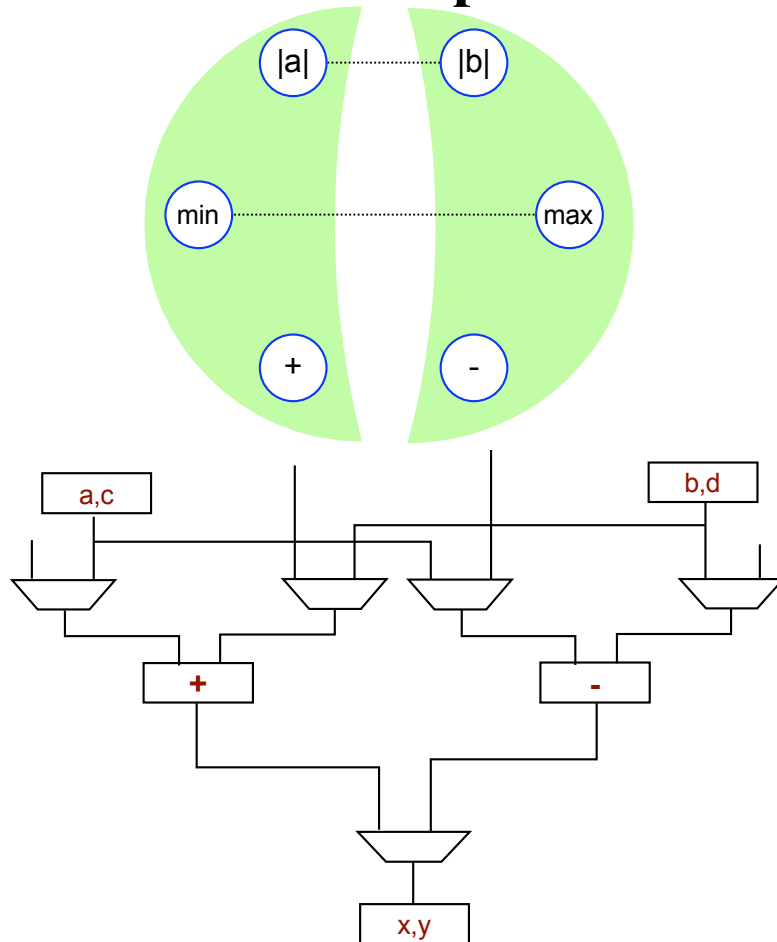 |a| |b|
min max
+ -
a,c b,d
+ -
x,y